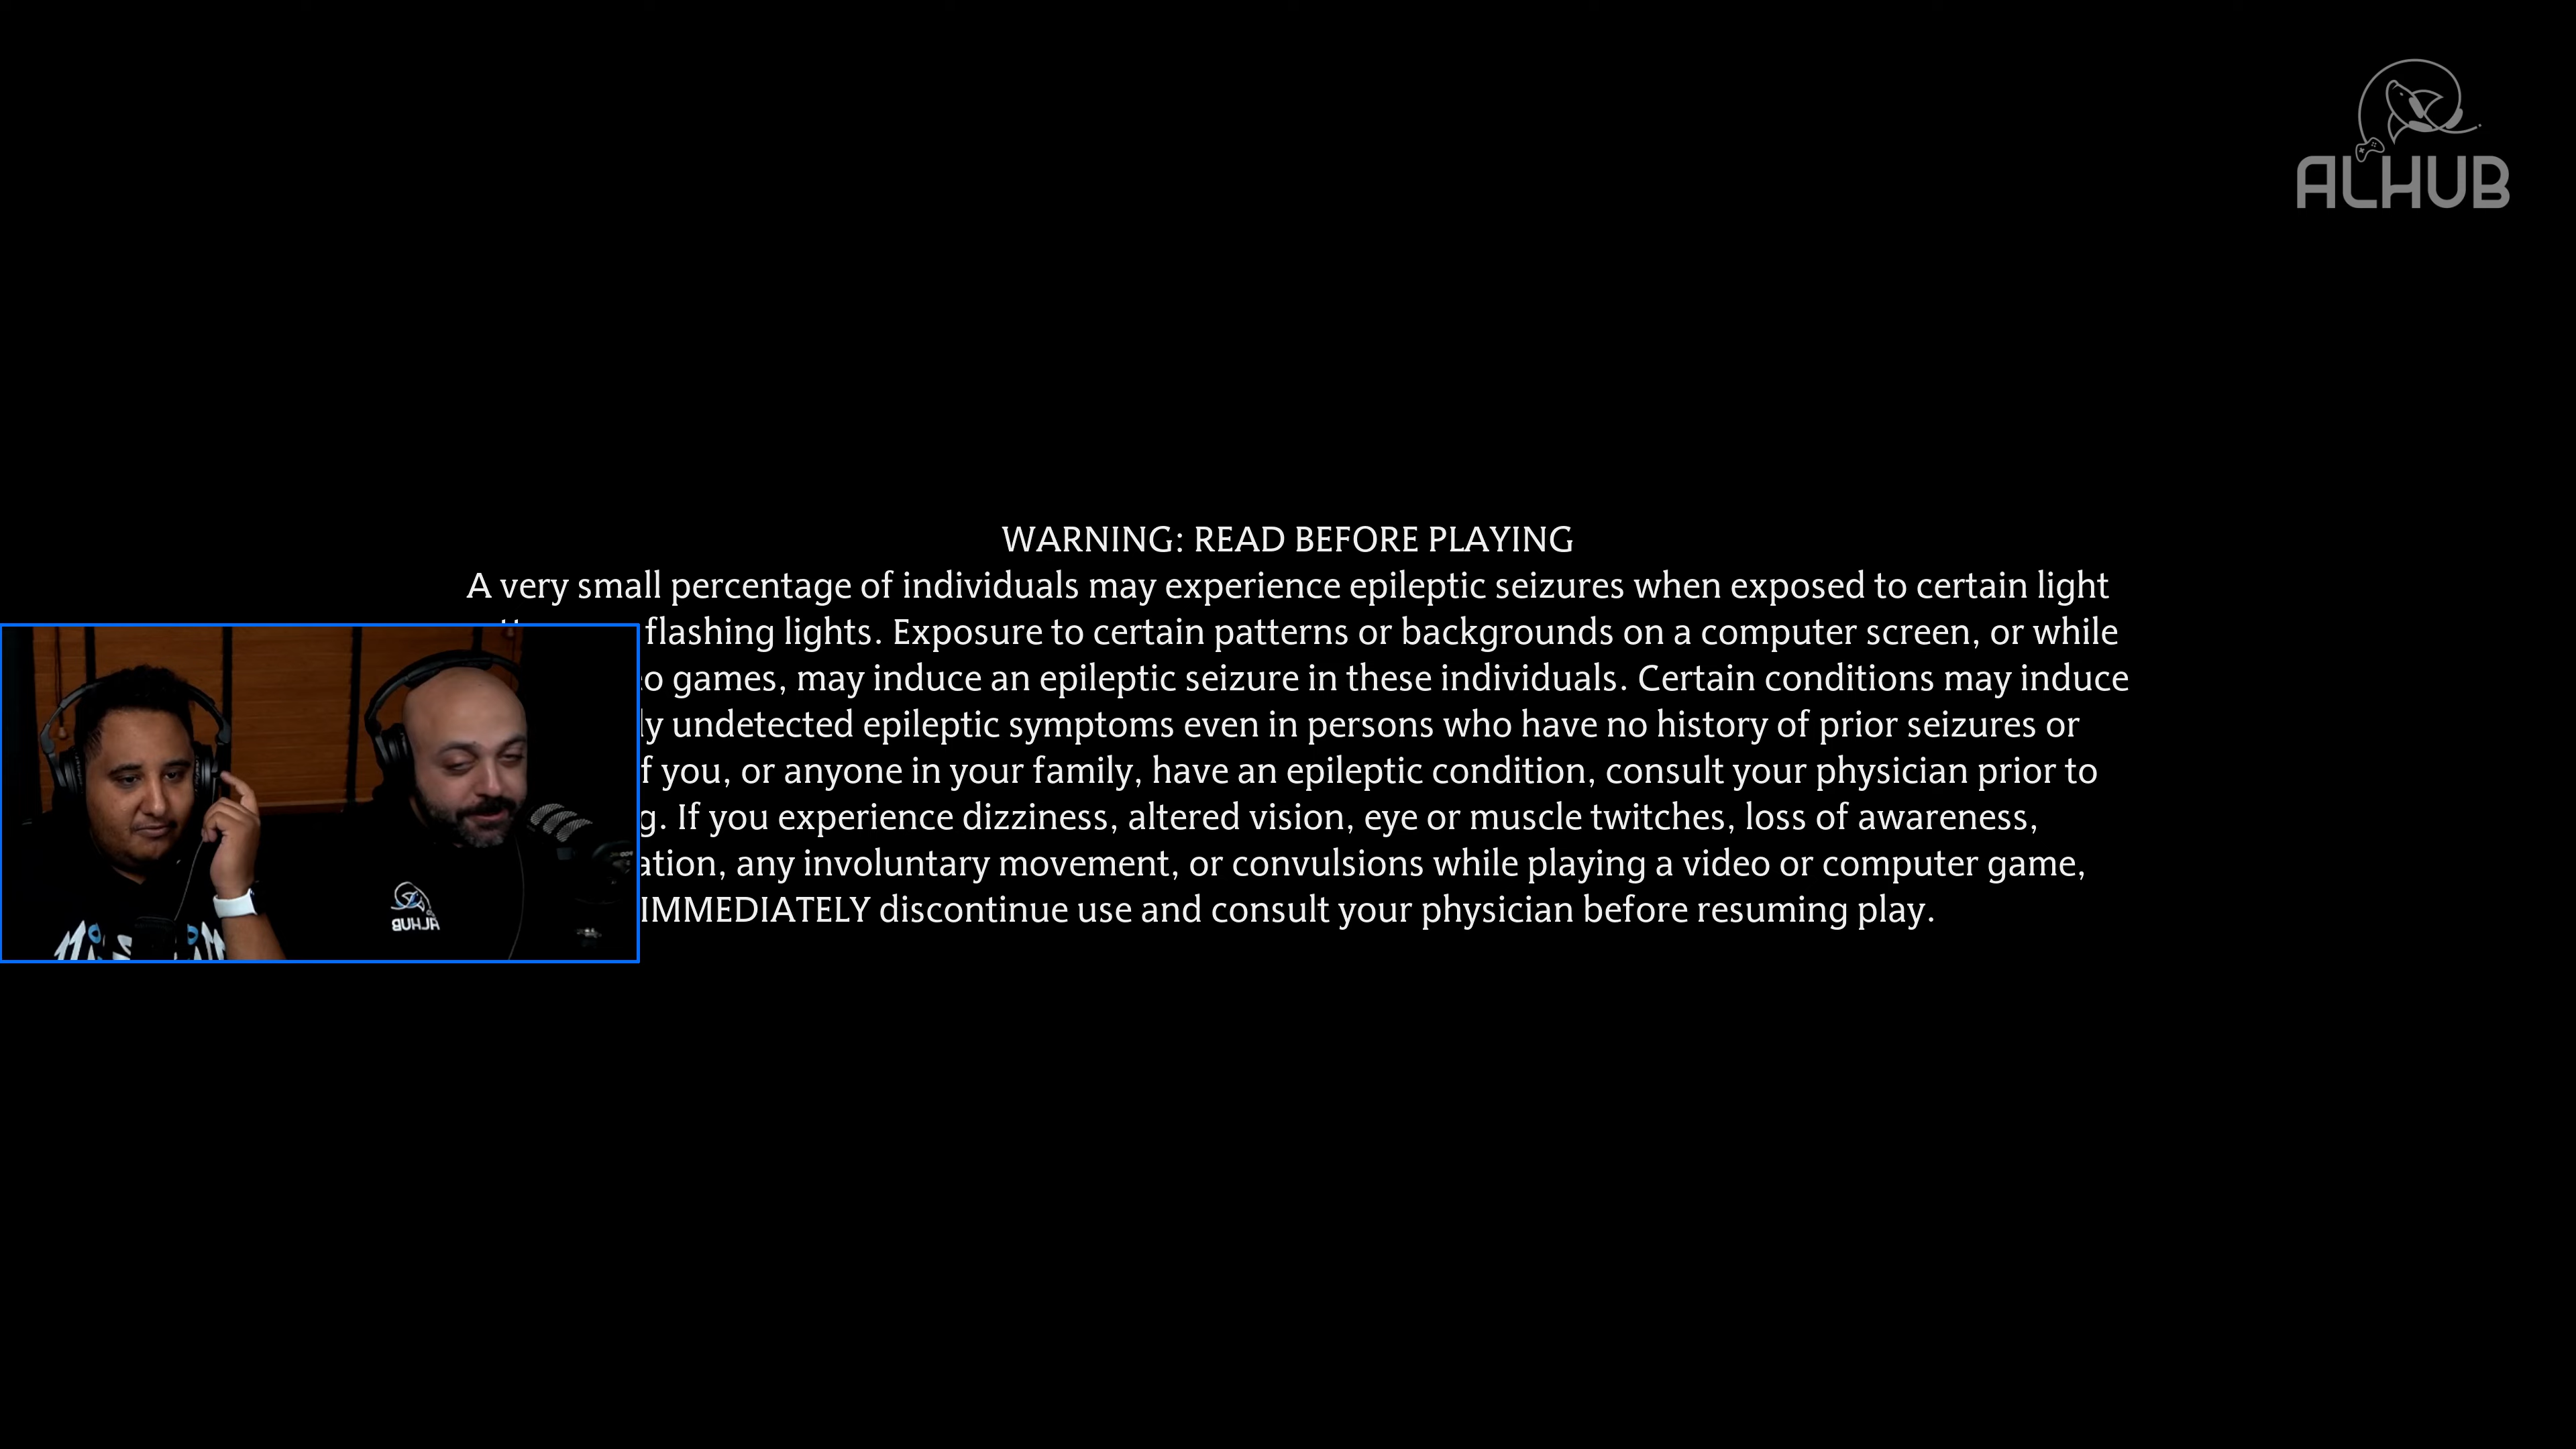 ALHUB
WARNING: READ BEFORE PLAYING
A very small percentage of individuals may experience epileptic seizures when exposed to certain light
flashing lights. Exposure to certain patterns or backgrounds on a computer screen, or while
games, may induce an epileptic seizure in these individuals. Certain conditions may induce
undetected epileptic symptoms even in persons who have no history of prior seizures or
you, or anyone in your family, have an epileptic condition, consult your physician prior to
If you experience dizziness, altered vision, eye or muscle twitches, loss of awareness,
any involuntary movement, or convulsions while playing a video or computer game,
IMMEDIATELY discontinue use and consult your physician before resuming play.
ALHUB